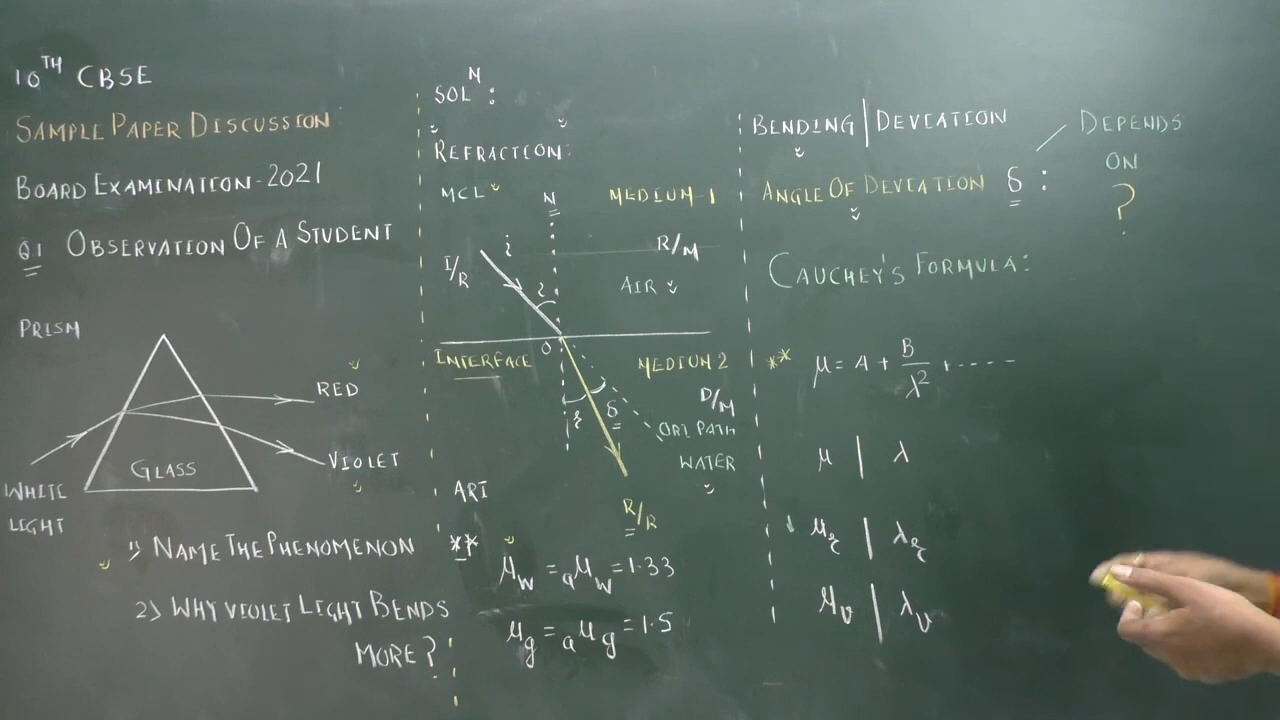 10TH CBSE
SAMPLE PAPER DISCUSSION:
BOARD EXAMINATION-2021
Q.1 OBSERVATION OF A STUDENT
PRISM
RED
VIOLET
GLASS
WHITE
LIGHT
1) NAME THE PHENOMENON
2) WHY VIOLET LIGHT BENDS
MORE?
SOLN:
REFRACTION:
MCL
N
MEDIUM-1
i
R/M
I/R
AIR
INTERFACE
O
MEDIUM 2
D/M
δ
ORI PATH
WATER
ARI
R/R
** μw = aμw = 1.33
μg = aμg = 1.5
BENDING | DEVIATION
ANGLE OF DEVIATION δ :
DEPENDS
ON
?
CAUCHEY'S FORMULA:
** μ = A + B/λ² + -----
μ | λ
μr | λr
μv | λv